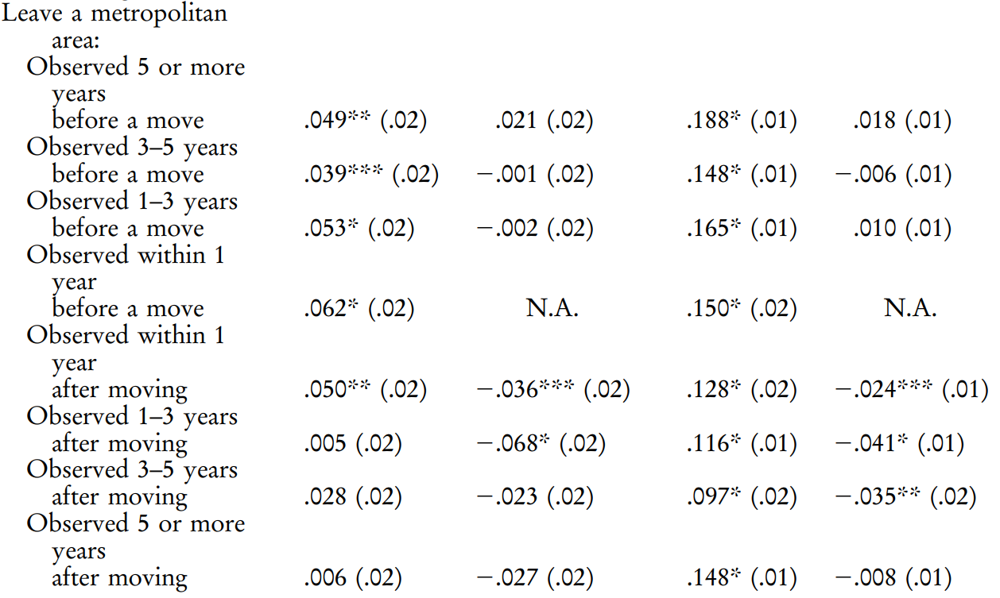 Leave a metropolitan
area:
Observed 5 or more
years
before a move .049** (.02) .021 (.02) .188* (.01) .018 (.01)
Observed 3–5 years
before a move .039*** (.02) −.001 (.02) .148* (.01) −.006 (.01)
Observed 1–3 years
before a move .053* (.02) −.002 (.02) .165* (.01) .010 (.01)
Observed within 1
year
before a move .062* (.02) N.A. .150* (.02) N.A.
Observed within 1
year
after moving .050** (.02) −.036*** (.02) .128* (.02) −.024*** (.01)
Observed 1–3 years
after moving .005 (.02) −.068* (.02) .116* (.01) −.041* (.01)
Observed 3–5 years
after moving .028 (.02) −.023 (.02) .097* (.02) −.035** (.02)
Observed 5 or more
years
after moving .006 (.02) −.027 (.02) .148* (.01) −.008 (.01)